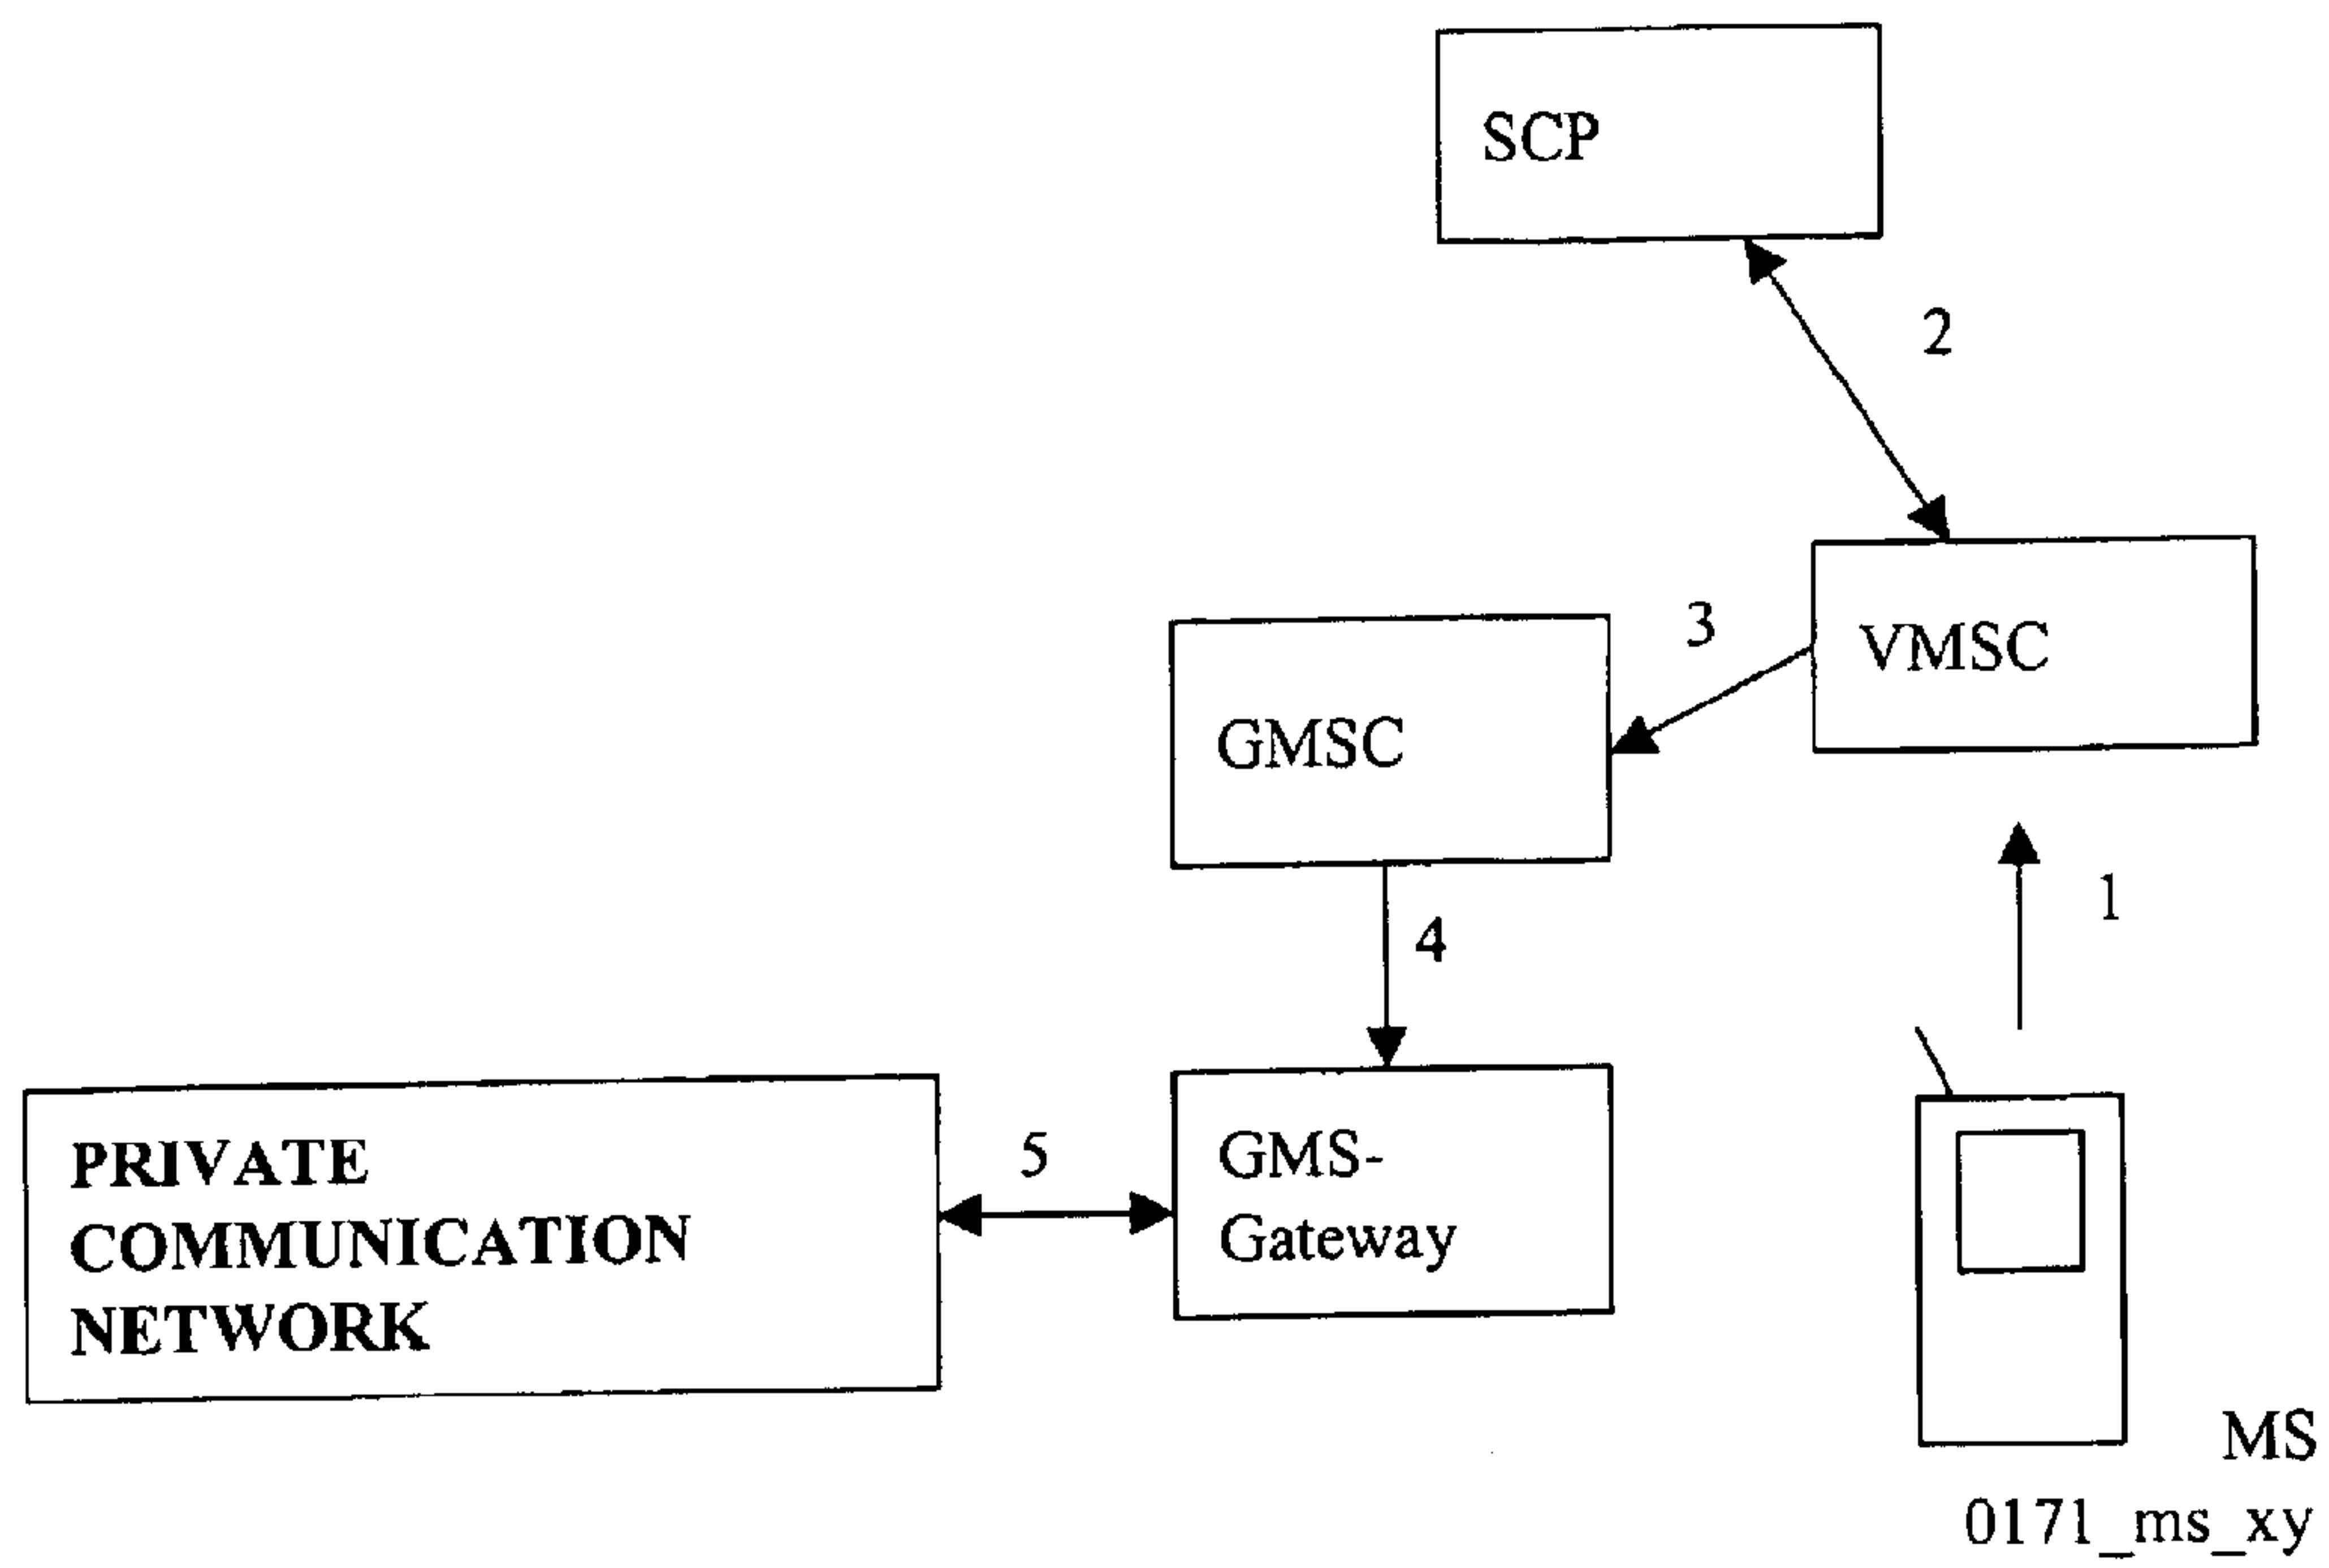 SCP
2
VMSC
3
GMSC
1
4
PRIVATE
COMMUNICATION
NETWORK
5
GMS-
Gateway
MS
0171_ms_xy